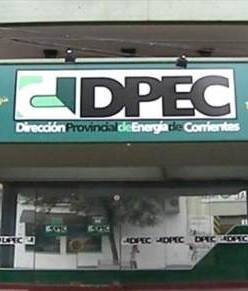 DPEC
Dirección Provincial de Energía de Corrientes
DPEC DPEC DPEC DPEC